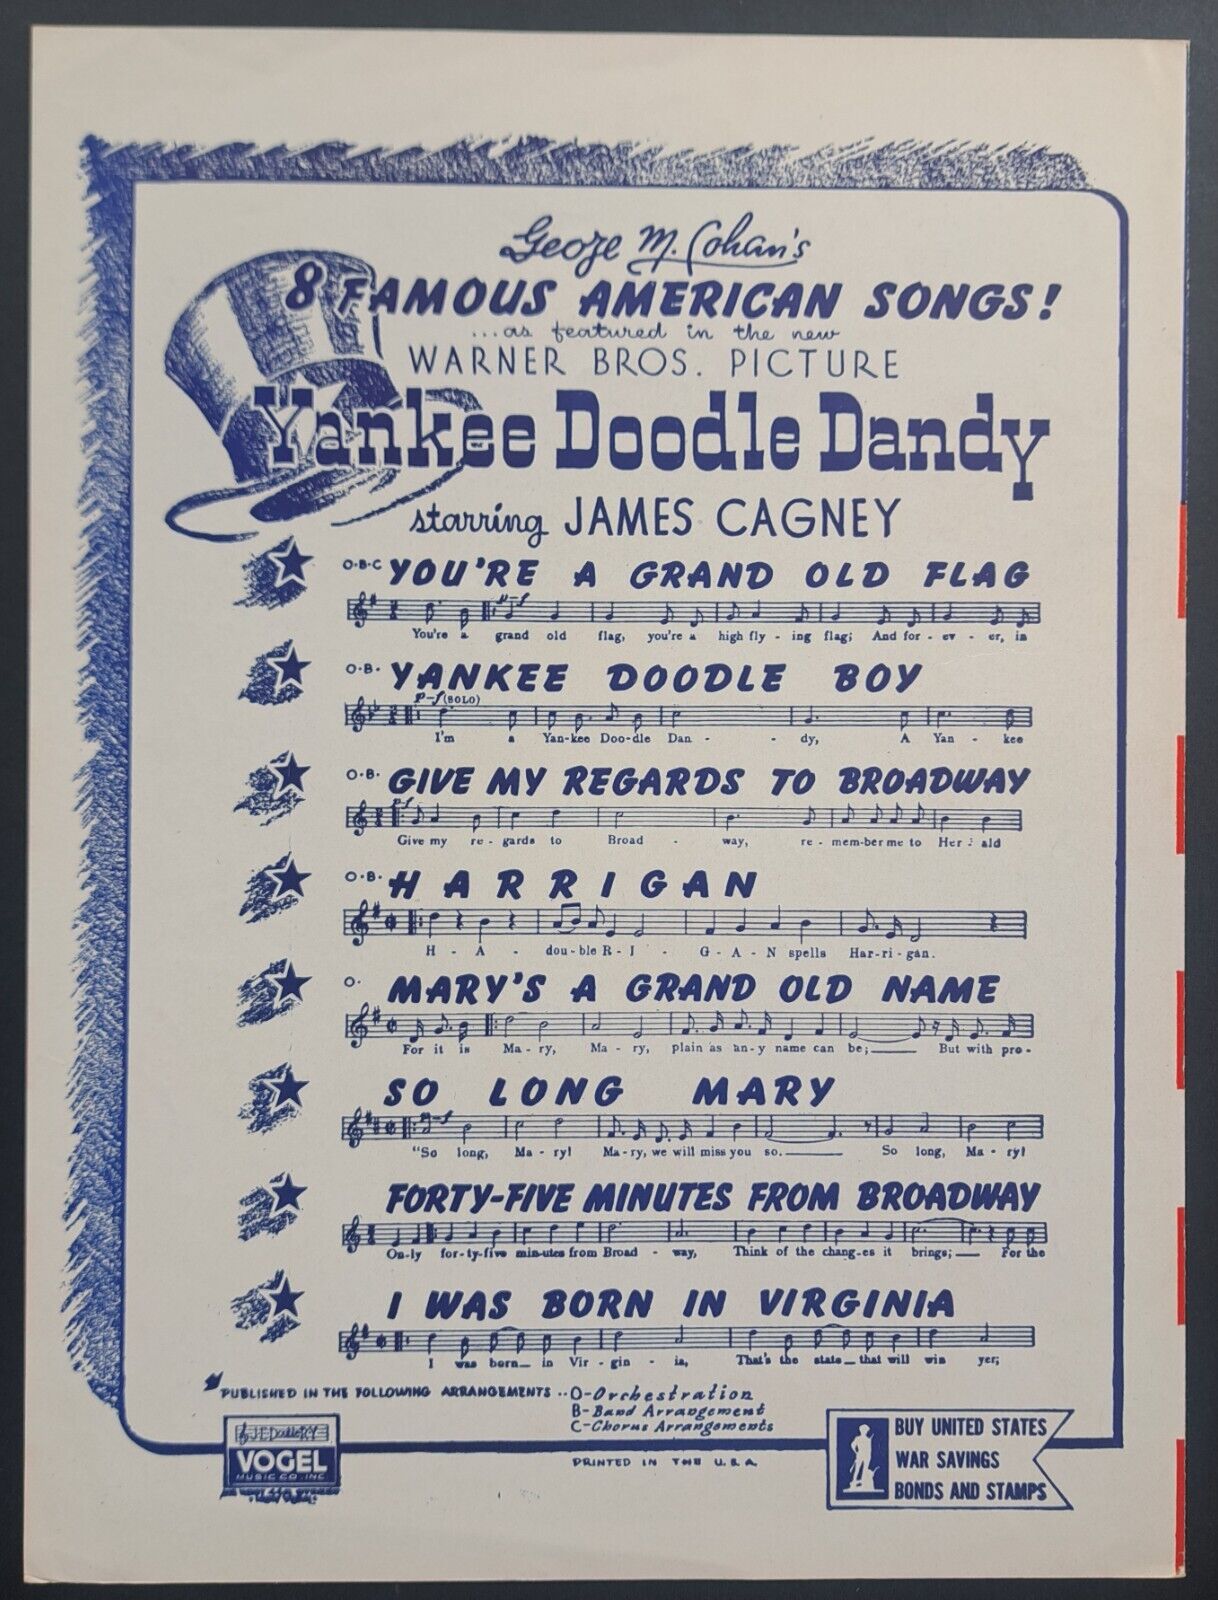 George M. Cohan's
8 FAMOUS AMERICAN SONGS!
...as featured in the new
WARNER BROS. PICTURE
Yankee Doodle Dandy
starring JAMES CAGNEY
O·B·C YOU'RE A GRAND OLD FLAG
p-f
You're a grand old flag, you're a high fly - ing flag; And for - ev - er, in
O·B· YANKEE DOODLE BOY
p-f (SOLO)
I'm a Yan-kee Doo-dle Dan - - dy, A Yan - kee
O·B· GIVE MY REGARDS TO BROADWAY
p-f
Give my re - gards to Broad - way, re - mem-ber me to Her - ald
O·B· HARRIGAN
H - A - dou-ble R - I - G - A - N spells Har-ri-gan.
O· MARY'S A GRAND OLD NAME
For it is Ma - ry, Ma - ry, plain as an-y name can be; But with pro-
SO LONG MARY
"So long, Ma - ry! Ma-ry, we will miss you so. So long, Ma - ry!
FORTY-FIVE MINUTES FROM BROADWAY
On-ly for-ty-five min-utes from Broad - way, Think of the chang-es it brings; For the
I WAS BORN IN VIRGINIA
I was born in Vir - gin - ia, That's the state that will win yer;
PUBLISHED IN THE FOLLOWING ARRANGEMENTS .. O-Orchestration
B-Band Arrangement
C-Chorus Arrangements
VOGEL
MUSIC CO. INC.
PRINTED IN THE U.S.A.
BUY UNITED STATES
WAR SAVINGS
BONDS AND STAMPS